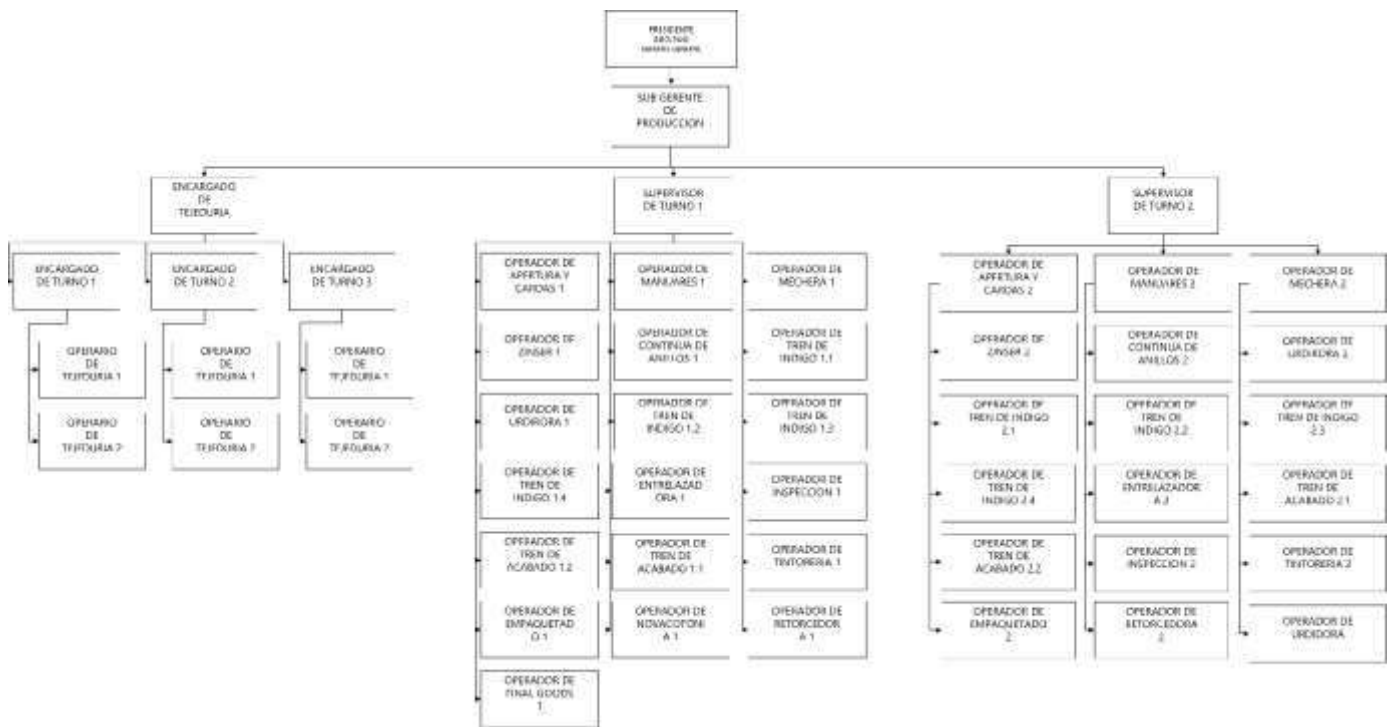 PRESIDENTE
SUB GERENTE
DE
PRODUCCION
ENCARGADO
DE
TEJEDURIA
SUPERVISOR
DE TURNO 1
SUPERVISOR
DE TURNO 2
ENCARGADO
DE TURNO 1
ENCARGADO
DE TURNO 2
ENCARGADO
DE TURNO 3
OPERARIO
DE
TEJEDURIA 1
OPERARIO
DE
TEJEDURIA 1
OPERARIO
DE
TEJEDURIA 1
OPERARIO
DE
TEJEDURIA 2
OPERARIO
DE
TEJEDURIA 2
OPERARIO
DE
TEJEDURIA 2
OPERADOR DE
APERTURA Y
CARDAS 1
OPERADOR DE
MANUARES 1
OPERADOR DE
MECHERA 1
OPERADOR DE
ZINSER 1
OPERADOR
DE CONTINUA DE
ANILLOS 1
OPERADOR DE
TREN DE
INDIGO 1.1
OPERADOR DE
URDIDORA 1
OPERADOR DE
TREN DE
INDIGO 1.2
OPERADOR DE
TREN DE
INDIGO 1.3
OPERADOR DE
TREN DE
INDIGO 1.4
OPERADOR DE
ENTRELAZAD
ORA 1
OPERADOR DE
INSPECCION 1
OPERADOR DE
TREN DE
ACABADO 1.2
OPERADOR DE
TREN DE
ACABADO 1.1
OPERADOR DE
TINTORERIA 1
OPERADOR DE
EMPAQUETAD
O 1
OPERADOR DE
NOVACOTONI
A 1
OPERADOR DE
RETORCEDOR
A 1
OPERADOR DE
FINAL GOODS
1
OPERADOR DE
APERTURA Y
CARDAS 2
OPERADOR DE
MANUARES 2
OPERADOR DE
MECHERA 2
OPERADOR DE
ZINSER 2
OPERADOR
DE CONTINUA DE
ANILLOS 2
OPERADOR DE
URDIDORA 2
OPERADOR DE
TREN DE INDIGO
2.1
OPERADOR DE
TREN DE
INDIGO 2.2
OPERADOR DE
TREN DE INDIGO
2.3
OPERADOR DE
TREN DE
INDIGO 2.4
OPERADOR DE
ENTRELAZADOR
A 2
OPERADOR DE
TREN DE
ACABADO 2.1
OPERADOR DE
TREN DE
ACABADO 2.2
OPERADOR DE
INSPECCION 2
OPERADOR DE
TINTORERIA 2
OPERADOR DE
EMPAQUETADO
2
OPERADOR DE
RETORCEDORA
2
OPERADOR DE
URDIDORA